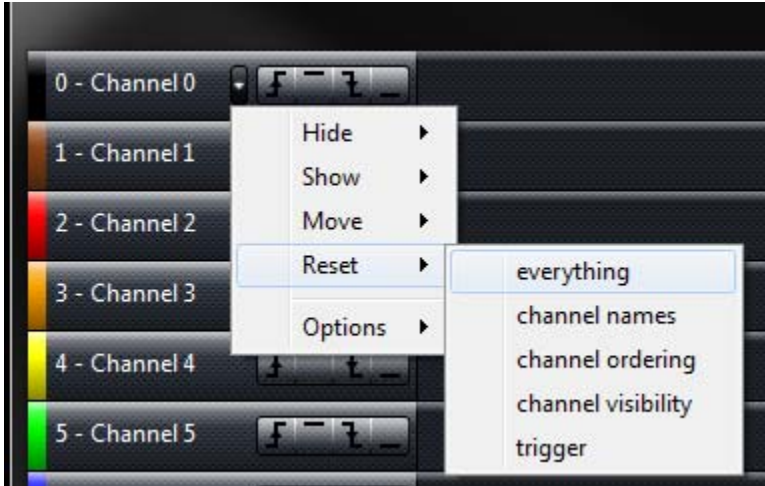 0 - Channel 0
1 - Channel 1
2 - Channel 2
3 - Channel 3
4 - Channel 4
5 - Channel 5
Hide
Show
Move
Reset
Options
everything
channel names
channel ordering
channel visibility
trigger